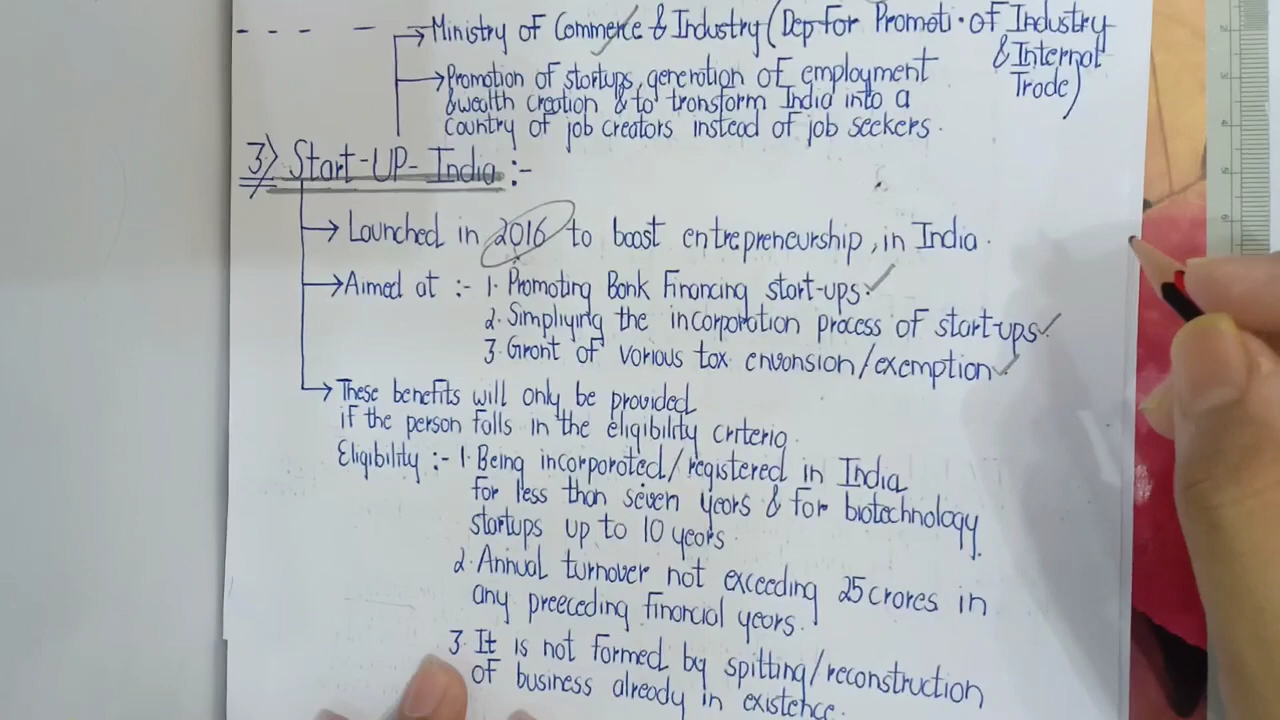 Ministry of Commerce & Industry (Dep for Promoti. of Industry
& Internat
Trade)
Promotion of startups, generation of employment
& wealth creation & to transform India into a
country of job creators instead of job seekers.
3) Start-UP-India :-
Launched in 2016 to boost entrepreneurship, in India.
Aimed at :- 1. Promoting Bank Financing start-ups.
2. Simpliying the incorporation process of start-ups
3. Grant of various tax /exemption
These benefits will only be provided
if the person falls in the eligibility criteria.
Eligibility :- 1. Being incorporated/registered in India
for less than seven years & for biotechnology
startups up to 10 years.
2. Annual turnover not exceeding 25 crores in
any preeceding financial years.
3. It is not formed by spitting/reconstruction
of business already in existence.